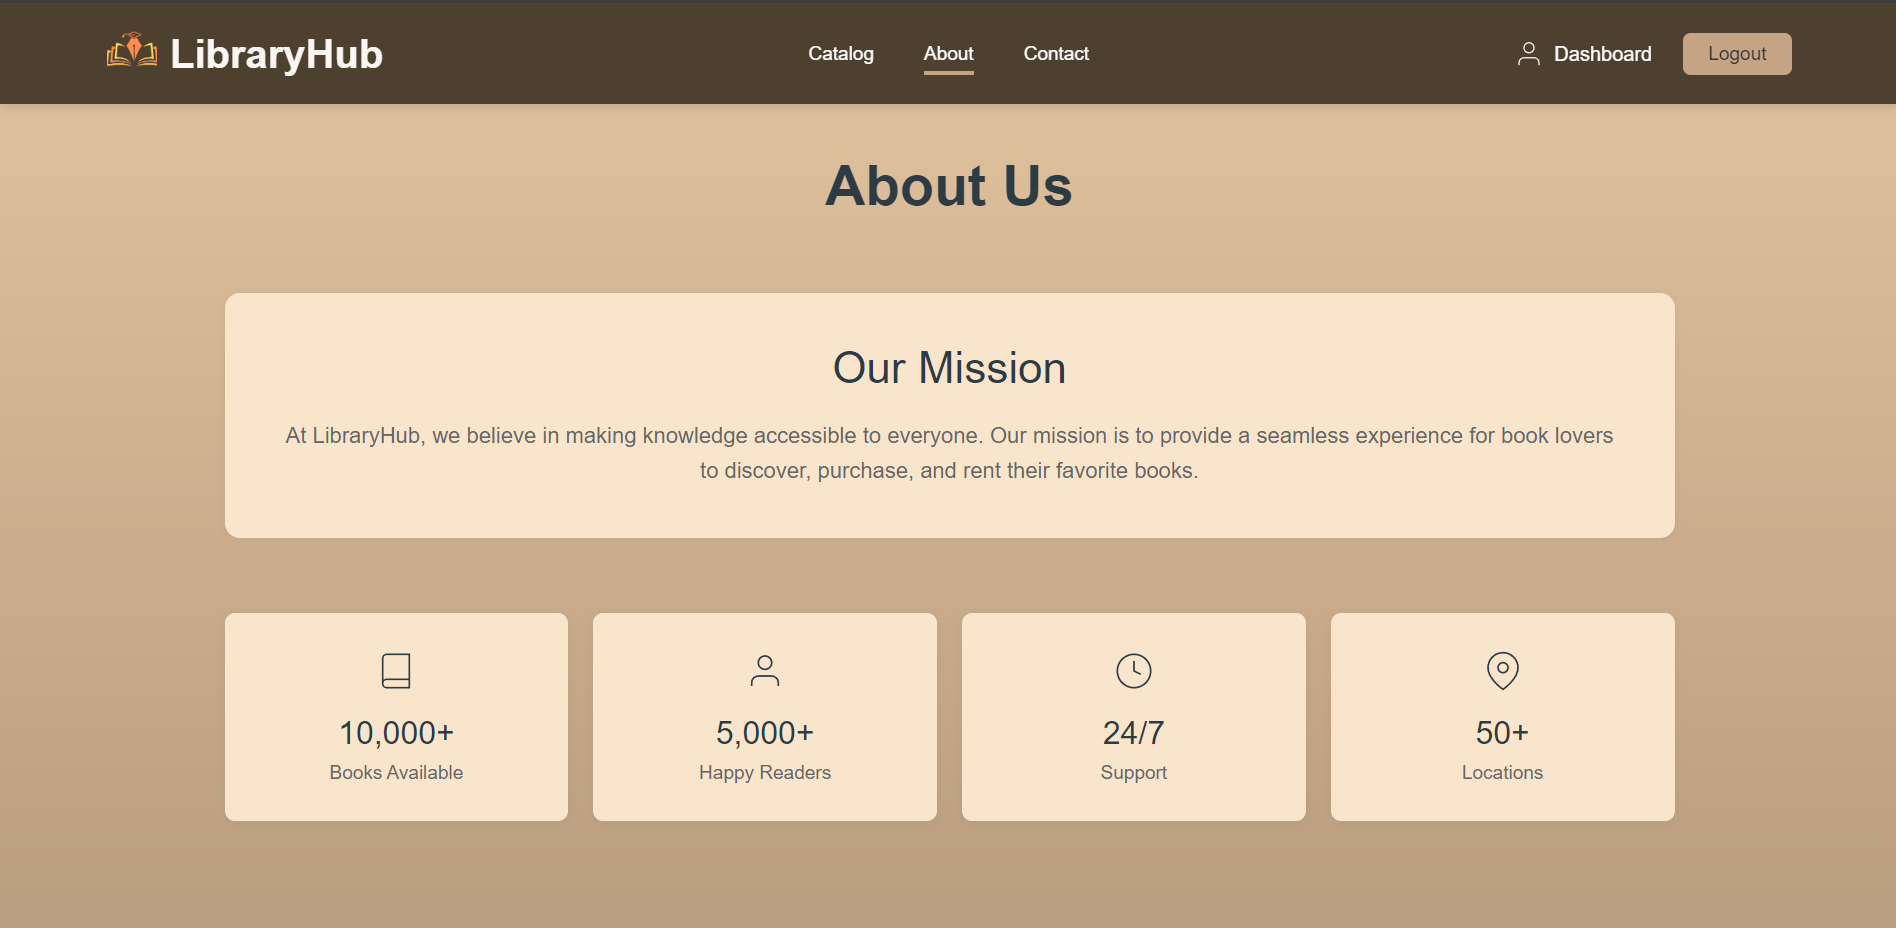 LibraryHub
Catalog
About
Contact
Dashboard
Logout
About Us
Our Mission
At LibraryHub, we believe in making knowledge accessible to everyone. Our mission is to provide a seamless experience for book lovers
to discover, purchase, and rent their favorite books.
10,000+
Books Available
5,000+
Happy Readers
24/7
Support
50+
Locations